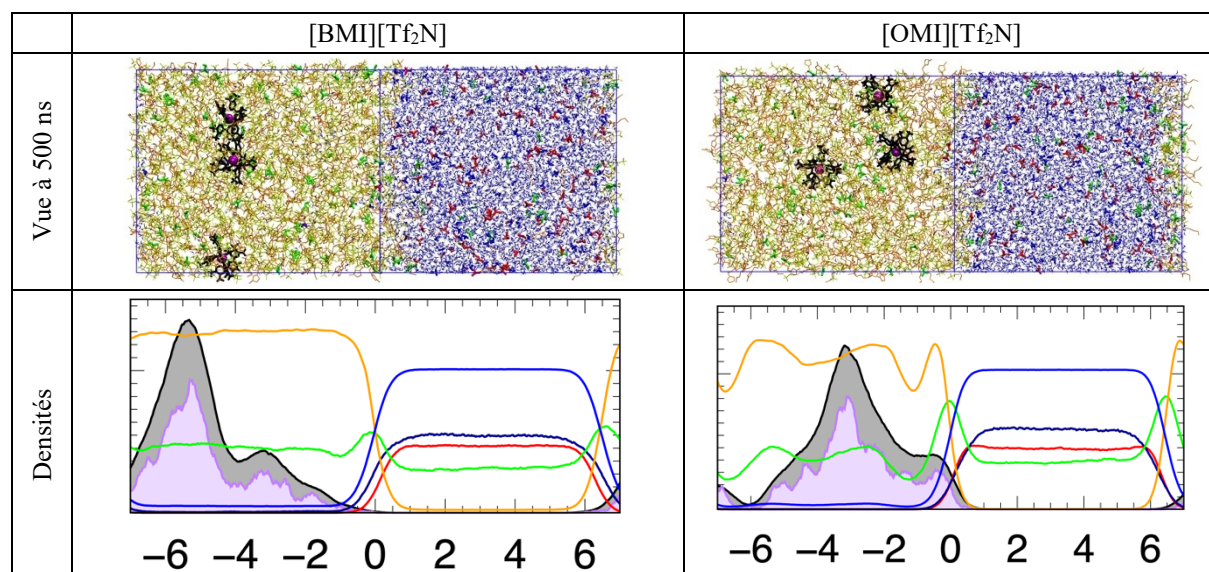 [BMI][Tf₂N]
[OMI][Tf₂N]
Vue à 500 ns
Densités
−6 −4 −2 0 2 4 6
−6 −4 −2 0 2 4 6